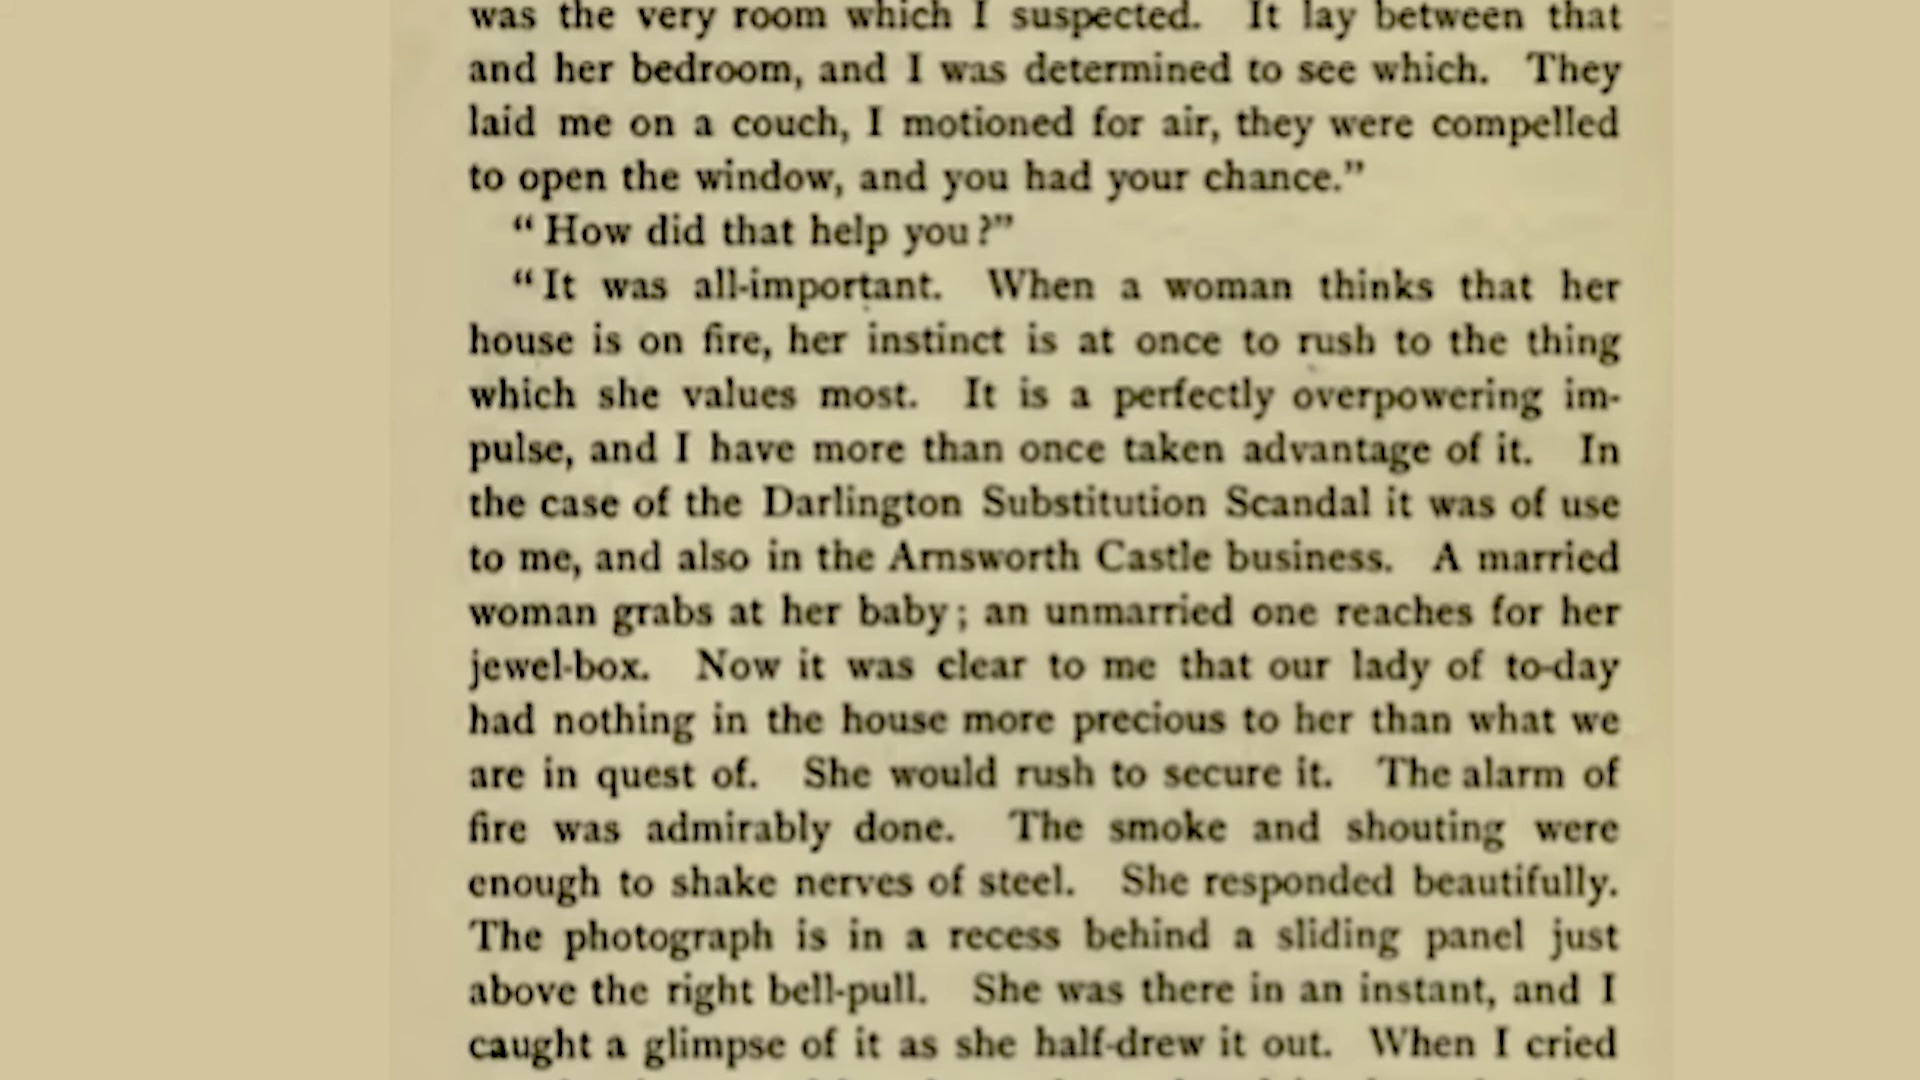 was the very room which I suspected. It lay between that
and her bedroom, and I was determined to see which. They
laid me on a couch, I motioned for air, they were compelled
to open the window, and you had your chance.”
“ How did that help you ?”
“ It was all-important. When a woman thinks that her
house is on fire, her instinct is at once to rush to the thing
which she values most. It is a perfectly overpowering im-
pulse, and I have more than once taken advantage of it. In
the case of the Darlington Substitution Scandal it was of use
to me, and also in the Arnsworth Castle business. A married
woman grabs at her baby ; an unmarried one reaches for her
jewel-box. Now it was clear to me that our lady of to-day
had nothing in the house more precious to her than what we
are in quest of. She would rush to secure it. The alarm of
fire was admirably done. The smoke and shouting were
enough to shake nerves of steel. She responded beautifully.
The photograph is in a recess behind a sliding panel just
above the right bell-pull. She was there in an instant, and I
caught a glimpse of it as she half-drew it out. When I cried